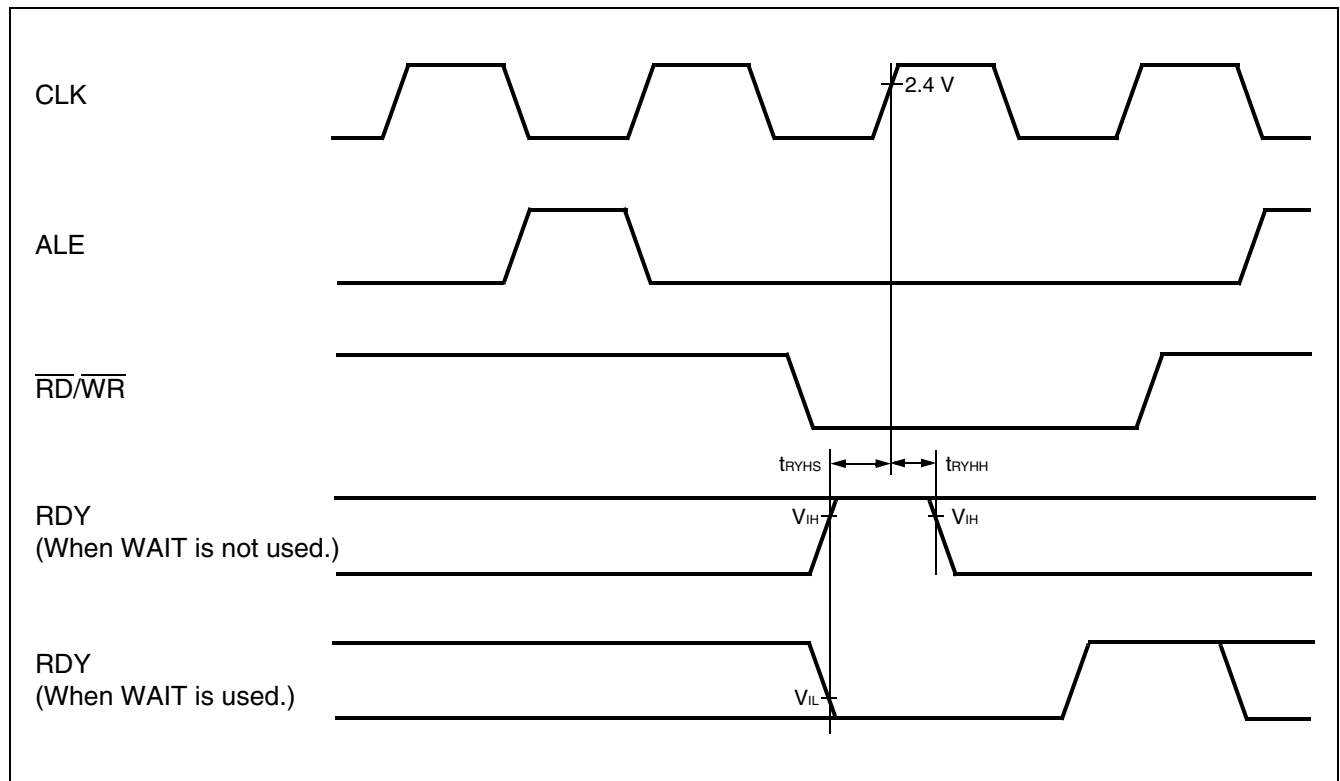 CLK
2.4 V
ALE
RD/WR
tRYHS
tRYHH
RDY
(When WAIT is not used.)
VIH
VIH
RDY
(When WAIT is used.)
VIL